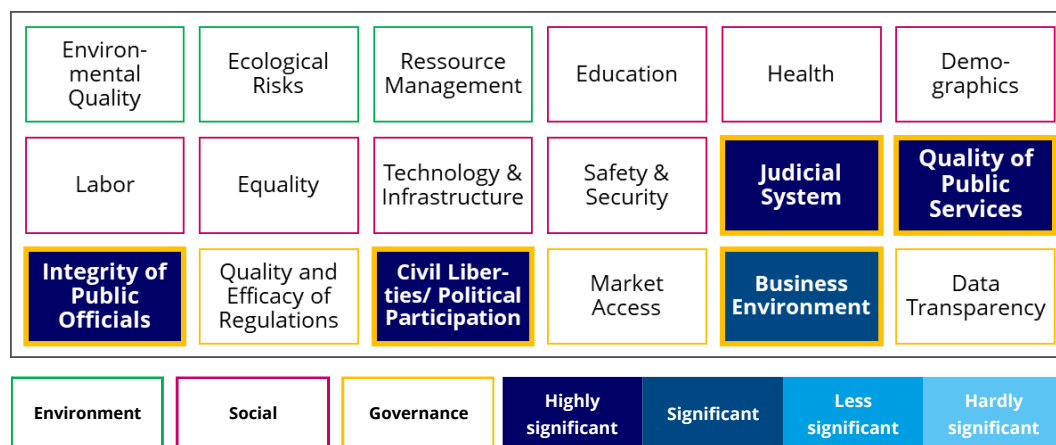 Environ-
mental
Quality
Ecological
Risks
Ressource
Management
Education
Health
Demo-
graphics
Labor
Equality
Technology &
Infrastructure
Safety &
Security
Judicial
System
Quality of
Public
Services
Integrity of
Public
Officials
Quality and
Efficacy of
Regulations
Civil Liber-
ties/ Political
Participation
Market
Access
Business
Environment
Data
Transparency
Environment
Social
Governance
Highly
significant
Significant
Less
significant
Hardly
significant